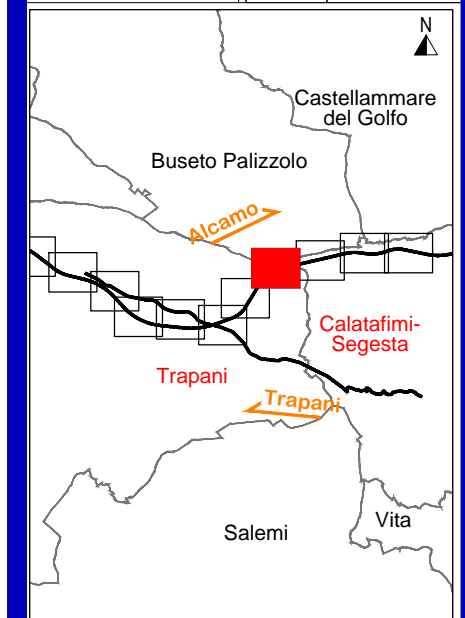 N
Castellammare
del Golfo
Buseto Palizzolo
Alcamo
Calatafimi-
Segesta
Trapani
Trapani
Salemi
Vita